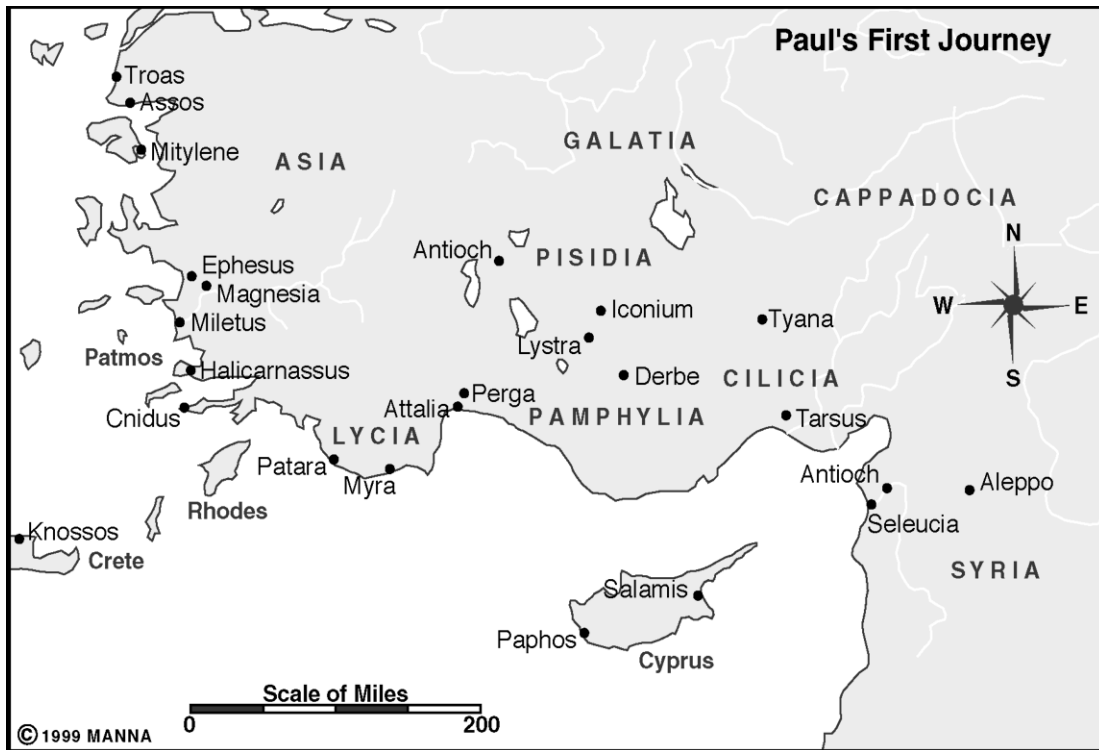 Paul's First Journey
Troas
Assos
Mitylene
ASIA
GALATIA
CAPPADOCIA
N
W
E
S
Antioch
PISIDIA
Ephesus
Magnesia
Miletus
Patmos
Halicarnassus
Cnidus
Iconium
Lystra
Derbe
Tyana
CILICIA
Perga
Attalia
PAMPHYLIA
Tarsus
LYCIA
Patara
Myra
Rhodes
Antioch
Aleppo
Seleucia
Knossos
Crete
SYRIA
Salamis
Paphos
Cyprus
Scale of Miles
0
200
© 1999 MANNA